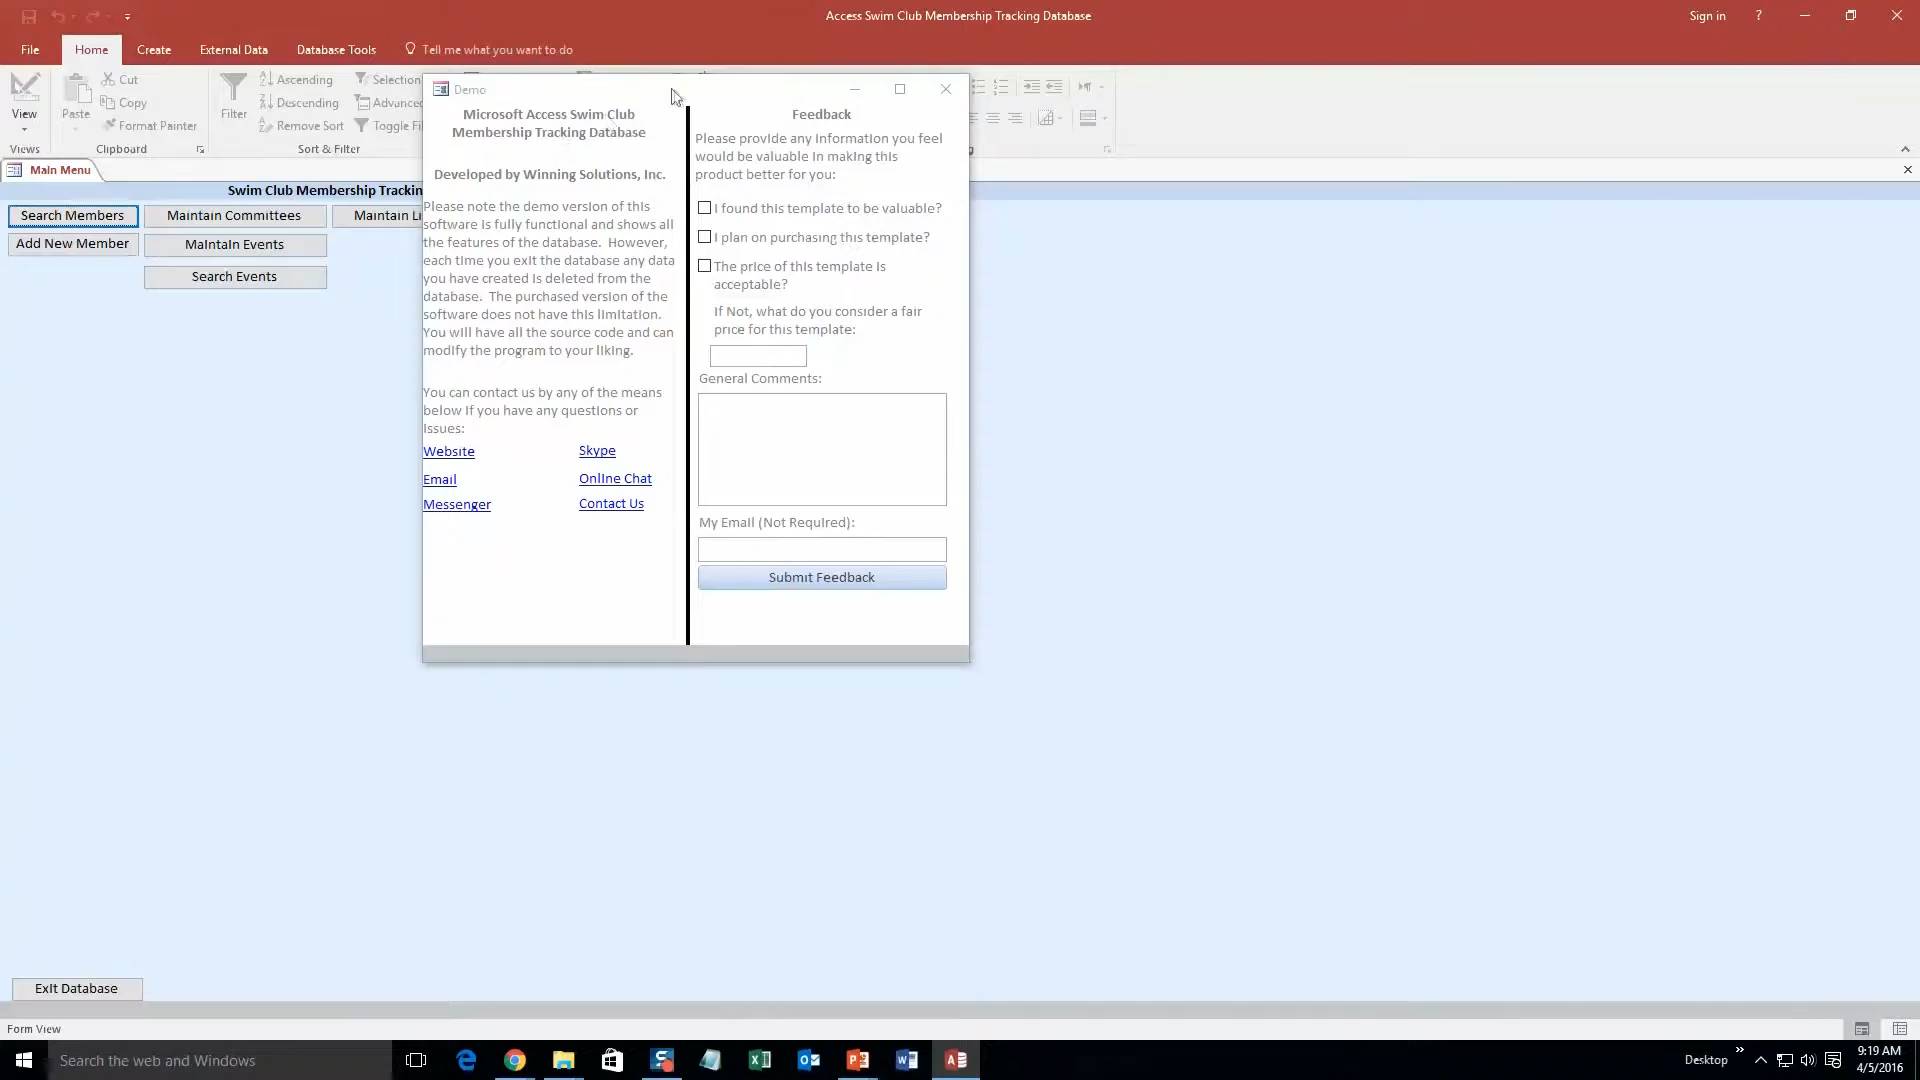 Access Swim Club Membership Tracking Database
Sign in
?
File
Home
Create
External Data
Database Tools
Tell me what you want to do
View
Views
Paste
Cut
Copy
Format Painter
Clipboard
Filter
Ascending
Descending
Remove Sort
Selection
Advanced
Toggle Fil
Sort & Filter
Main Menu
Swim Club Membership Trackin
Search Members
Maintain Committees
Maintain Li
Add New Member
Maintain Events
Search Events
Demo
Microsoft Access Swim Club
Membership Tracking Database
Developed by Winning Solutions, Inc.
Please note the demo version of this
software is fully functional and shows all
the features of the database.  However,
each time you exit the database any data
you have created is deleted from the
database.  The purchased version of the
software does not have this limitation.
You will have all the source code and can
modify the program to your liking.
You can contact us by any of the means
below if you have any questions or
issues:
Website
Skype
Email
Online Chat
Messenger
Contact Us
Feedback
Please provide any information you feel
would be valuable in making this
product better for you:
I found this template to be valuable?
I plan on purchasing this template?
The price of this template is
acceptable?
If Not, what do you consider a fair
price for this template:
General Comments:
My Email (Not Required):
Submit Feedback
Exit Database
Form View
Search the web and Windows
Desktop
9:19 AM
4/5/2016